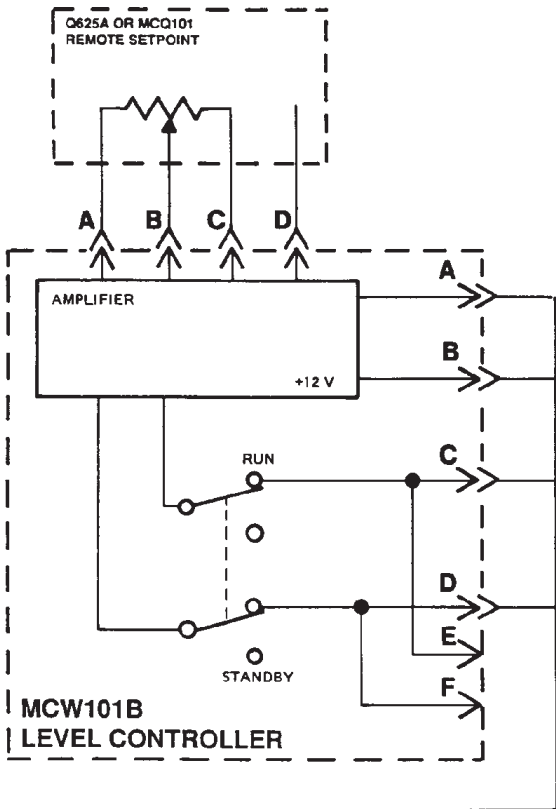 Q625A OR MCQ101
REMOTE SETPOINT
A B C D
AMPLIFIER
+12 V
A
B
RUN
C
D
E
STANDBY
F
MCW101B
LEVEL CONTROLLER